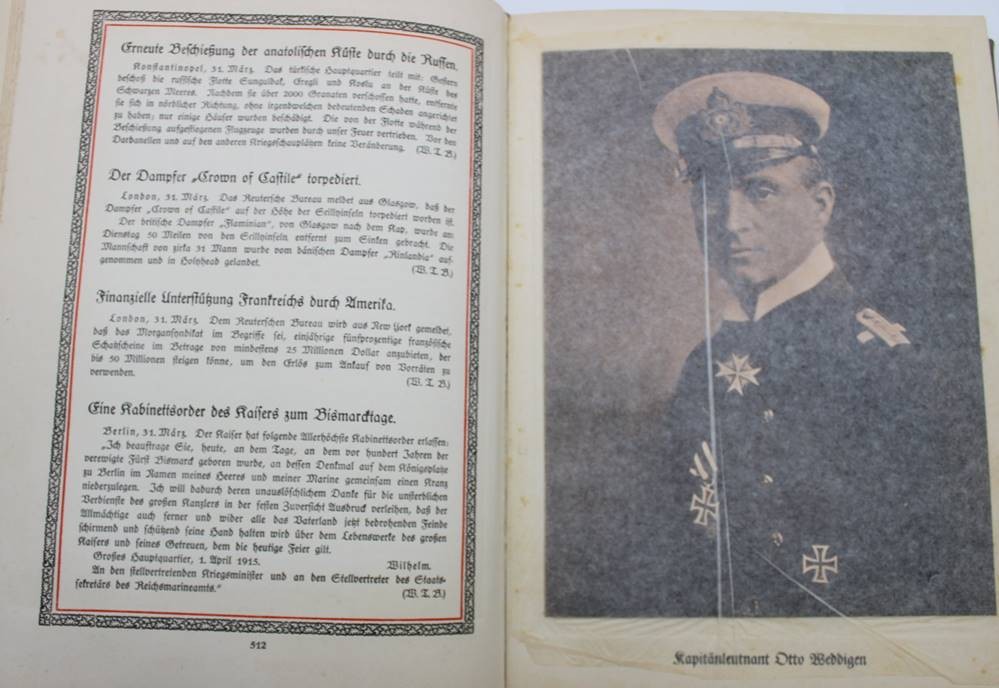 Erneute Beschießung der anatolischen Küste durch die Russen.
Konstantinopel, 31. März. Das türkische Hauptquartier teilt mit: Gestern
beschoß die russische Flotte Sunguldak, Eregli und Koslu an der Küste des
Schwarzen Meeres. Nachdem sie über 2000 Granaten verschossen hatte, entfernte
sie sich in nördlicher Richtung, ohne irgendwelchen bedeutenden Schaden angerichtet
zu haben; nur einige Häuser wurden beschädigt. Die von der Flotte während der
Beschießung aufgestiegenen Flugzeuge wurden durch unser Feuer vertrieben. Vor den
Dardanellen und auf den anderen Kriegsschauplätzen keine Veränderung. (W. T. B.)
Der Dampfer „Crown of Castile“ torpediert.
London, 31. März. Das Reutersche Bureau meldet aus Glasgow, daß der
Dampfer „Crown of Castile“ auf der Höhe der Scillyinseln torpediert worden ist.
Der britische Dampfer „Flaminian“, von Glasgow nach dem Kap, wurde am
Dienstag 50 Meilen von den Scillyinseln entfernt zum Sinken gebracht. Die
Mannschaft von zirka 31 Mann wurde vom dänischen Dampfer „Finlandia“ auf-
genommen und in Holyhead gelandet. (W. T. B.)
Finanzielle Unterstützung Frankreichs durch Amerika.
London, 31. März. Dem Reuterschen Bureau wird aus New York gemeldet,
daß das Morgansyndikat im Begriffe sei, einjährige fünfprozentige französische
Schatzscheine im Betrage von mindestens 25 Millionen Dollar anzubieten, der
bis 50 Millionen steigen könne, um den Erlös zum Ankauf von Vorräten zu
verwenden. (W. T. B.)
Eine Kabinettsorder des Kaisers zum Bismarcktage.
Berlin, 31. März. Der Kaiser hat folgende Allerhöchste Kabinettsorder erlassen:
„Ich beauftrage Sie, heute, an dem Tage, an dem vor hundert Jahren der
verewigte Fürst Bismarck geboren wurde, an dessen Denkmal auf dem Königsplatze
zu Berlin im Namen meines Heeres und meiner Marine gemeinsam einen Kranz
niederzulegen. Ich will dadurch deren unauslöschlichem Danke für die unsterblichen
Verdienste des großen Kanzlers in der festen Zuversicht Ausdruck verleihen, daß der
Allmächtige auch ferner und wider alle das Vaterland jetzt bedrohenden Feinde
schirmend und schützend seine Hand halten wird über dem Lebenswerke des großen
Kaisers und seines Getreuen, dem die heutige Feier gilt.
Großes Hauptquartier, 1. April 1915. Wilhelm.
An den stellvertretenden Kriegsminister und an den Stellvertreter des Staats-
sekretärs des Reichsmarineamts.“ (W. T. B.)
512
Kapitänleutnant Otto Weddigen